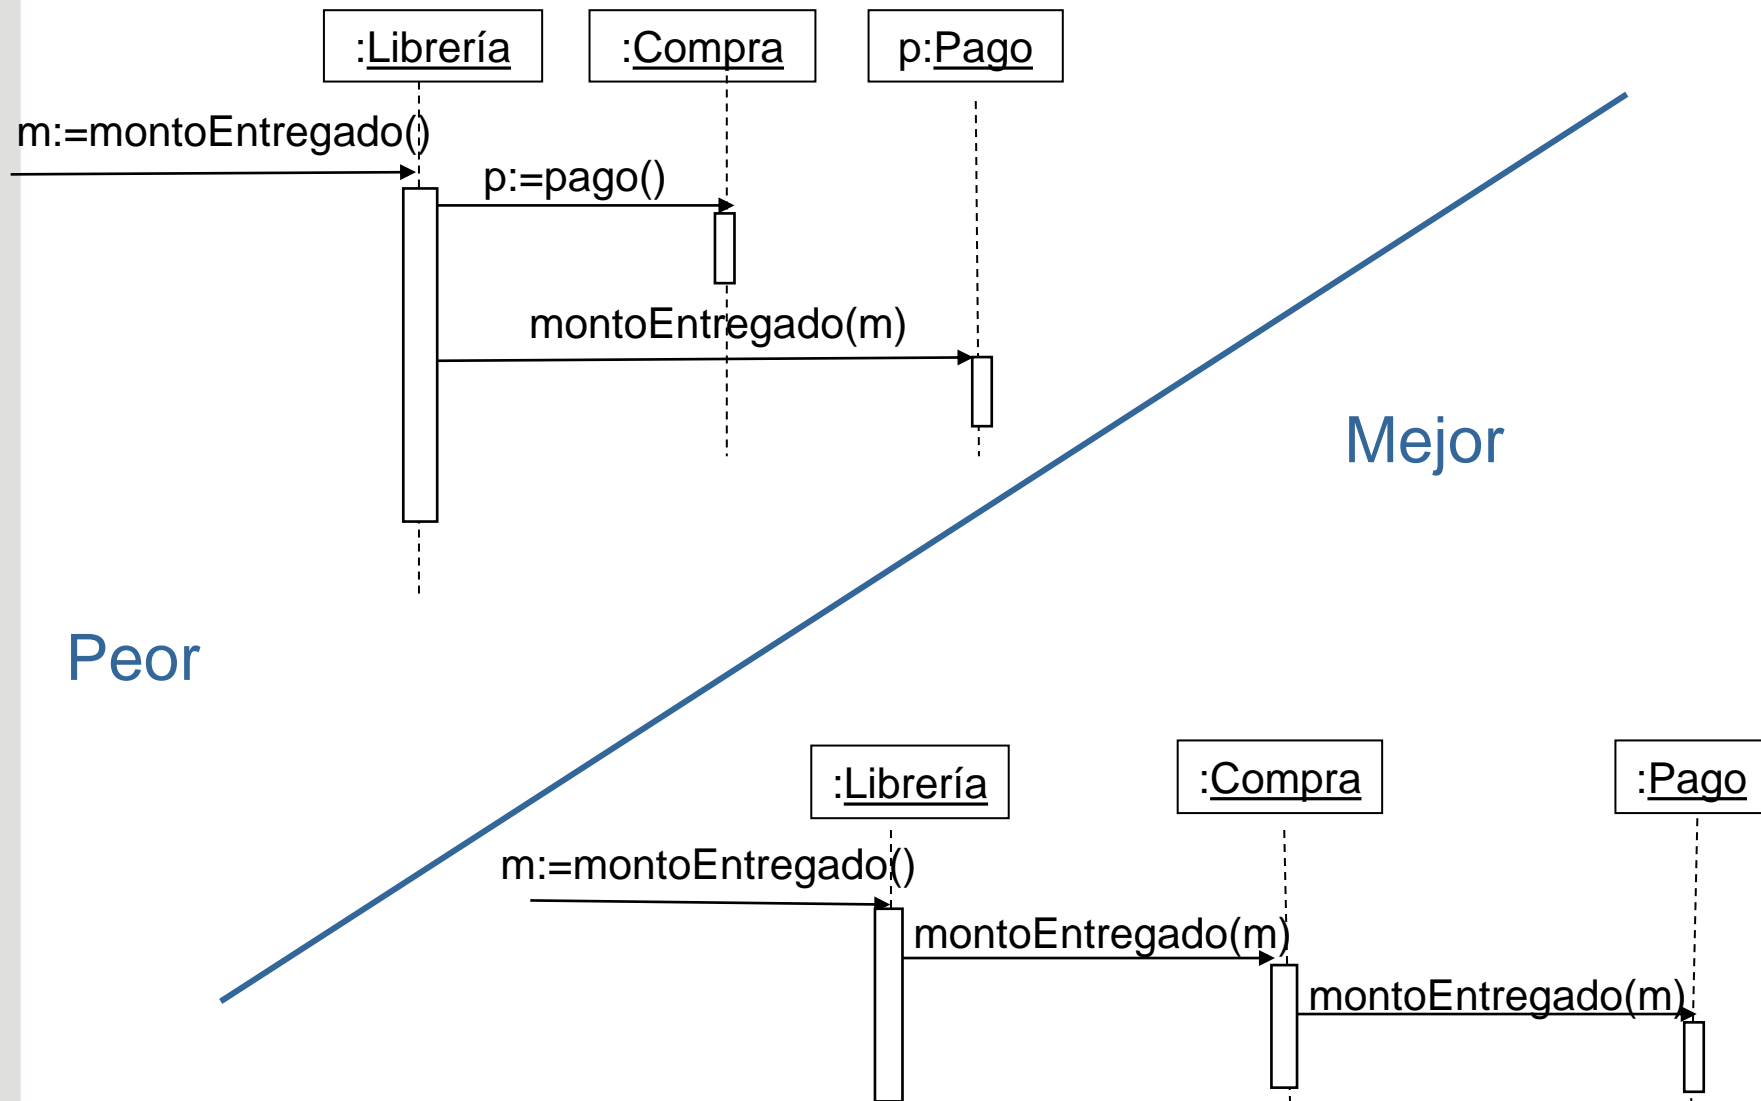 :Librería
:Compra
p:Pago
m:=montoEntregado()
p:=pago()
montoEntregado(m)
Mejor
Peor
:Librería
:Compra
:Pago
m:=montoEntregado()
montoEntregado(m)
montoEntregado(m)